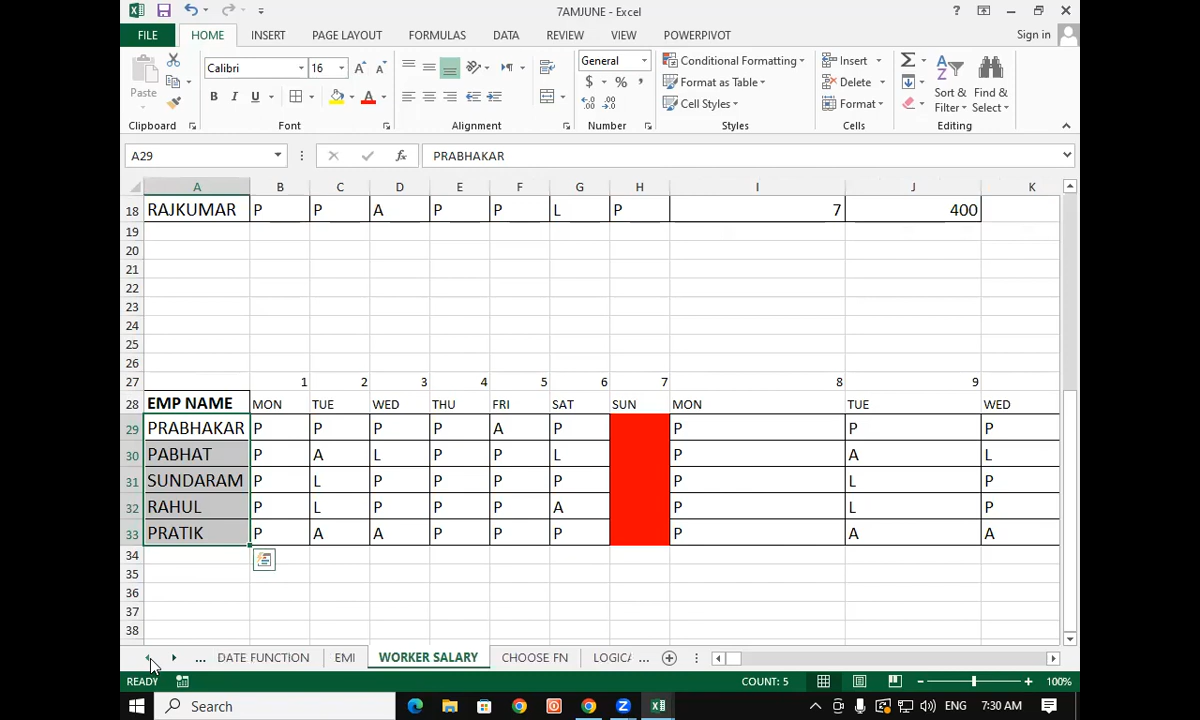 7AMJUNE - Excel
?
FILE HOME INSERT PAGE LAYOUT FORMULAS DATA REVIEW VIEW POWERPIVOT Sign in
Paste
Calibri 16
B I U A
General
$ % ,
Conditional Formatting
Format as Table
Cell Styles
Insert
Delete
Format
Sort & Filter
Find & Select
Clipboard Font Alignment Number Styles Cells Editing
A29 fx PRABHAKAR
A B C D E F G H I J K
18 RAJKUMAR P P A P P L P 7 400
19
20
21
22
23
24
25
26
27 1 2 3 4 5 6 7 8 9
28 EMP NAME MON TUE WED THU FRI SAT SUN MON TUE WED
29 PRABHAKAR P P P P A P P P P
30 PABHAT P A L P P L P A L
31 SUNDARAM P L P P P P P L P
32 RAHUL P L P P P A P L P
33 PRATIK P A A P P P P A A
34
35
36
37
38
... DATE FUNCTION EMI WORKER SALARY CHOOSE FN LOGICA ...
READY COUNT: 5 100%
Search ENG 7:30 AM